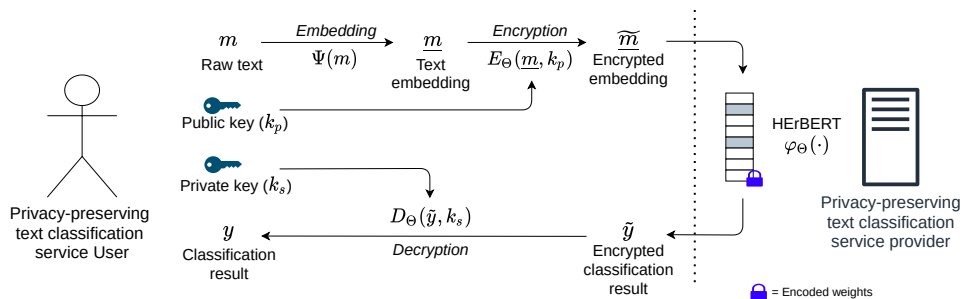 m
Embedding
Ψ(m)
m
Encryption
E_Θ(m, k_p)
m̃
Raw text
Text
embedding
Encrypted
embedding
Public key (k_p)
HErBERT
φ_Θ(·)
Private key (k_s)
Privacy-preserving
text classification
service User
Privacy-preserving
text classification
service provider
D_Θ(ỹ, k_s)
y
Decryption
ỹ
Classification
result
Encrypted
classification
result
= Encoded weights